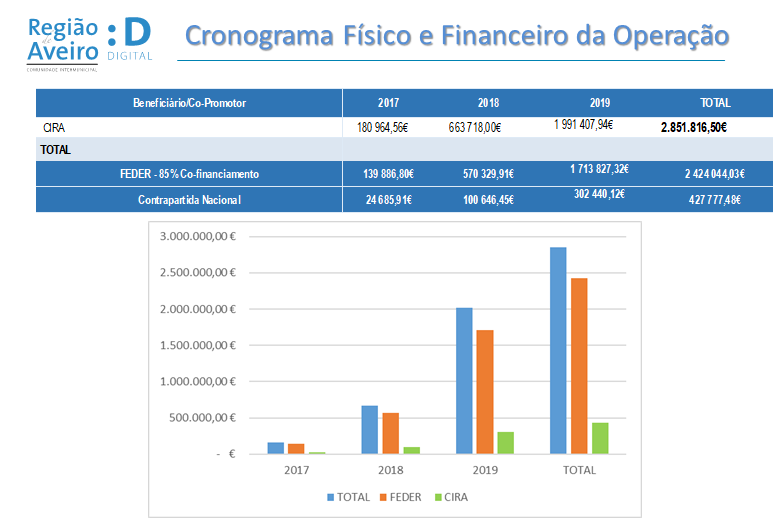 Região
de
Aveiro
COMUNIDADE INTERMUNICIPAL
:D
DIGITAL
Cronograma Físico e Financeiro da Operação
Beneficiário/Co-Promotor 2017 2018 2019 TOTAL
CIRA 180 964,56€ 663 718,00€ 1 991 407,94€ 2.851.816,50€
TOTAL
FEDER - 85% Co-financiamento 139 886,80€ 570 329,91€ 1 713 827,32€ 2 424 044,03€
Contrapartida Nacional 24 685,91€ 100 646,45€ 302 440,12€ 427 777,48€
3.000.000,00 €
2.500.000,00 €
2.000.000,00 €
1.500.000,00 €
1.000.000,00 €
500.000,00 €
- €
2017 2018 2019 TOTAL
TOTAL FEDER CIRA